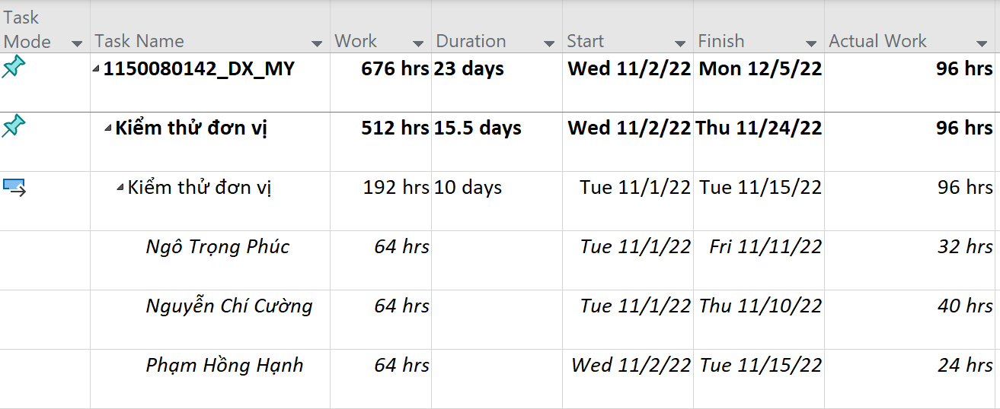 Task Mode Task Name Work Duration Start Finish Actual Work
1150080142_DX_MY 676 hrs 23 days Wed 11/2/22 Mon 12/5/22 96 hrs
Kiểm thử đơn vị 512 hrs 15.5 days Wed 11/2/22 Thu 11/24/22 96 hrs
Kiểm thử đơn vị 192 hrs 10 days Tue 11/1/22 Tue 11/15/22 96 hrs
Ngô Trọng Phúc 64 hrs Tue 11/1/22 Fri 11/11/22 32 hrs
Nguyễn Chí Cường 64 hrs Tue 11/1/22 Thu 11/10/22 40 hrs
Phạm Hồng Hạnh 64 hrs Wed 11/2/22 Tue 11/15/22 24 hrs